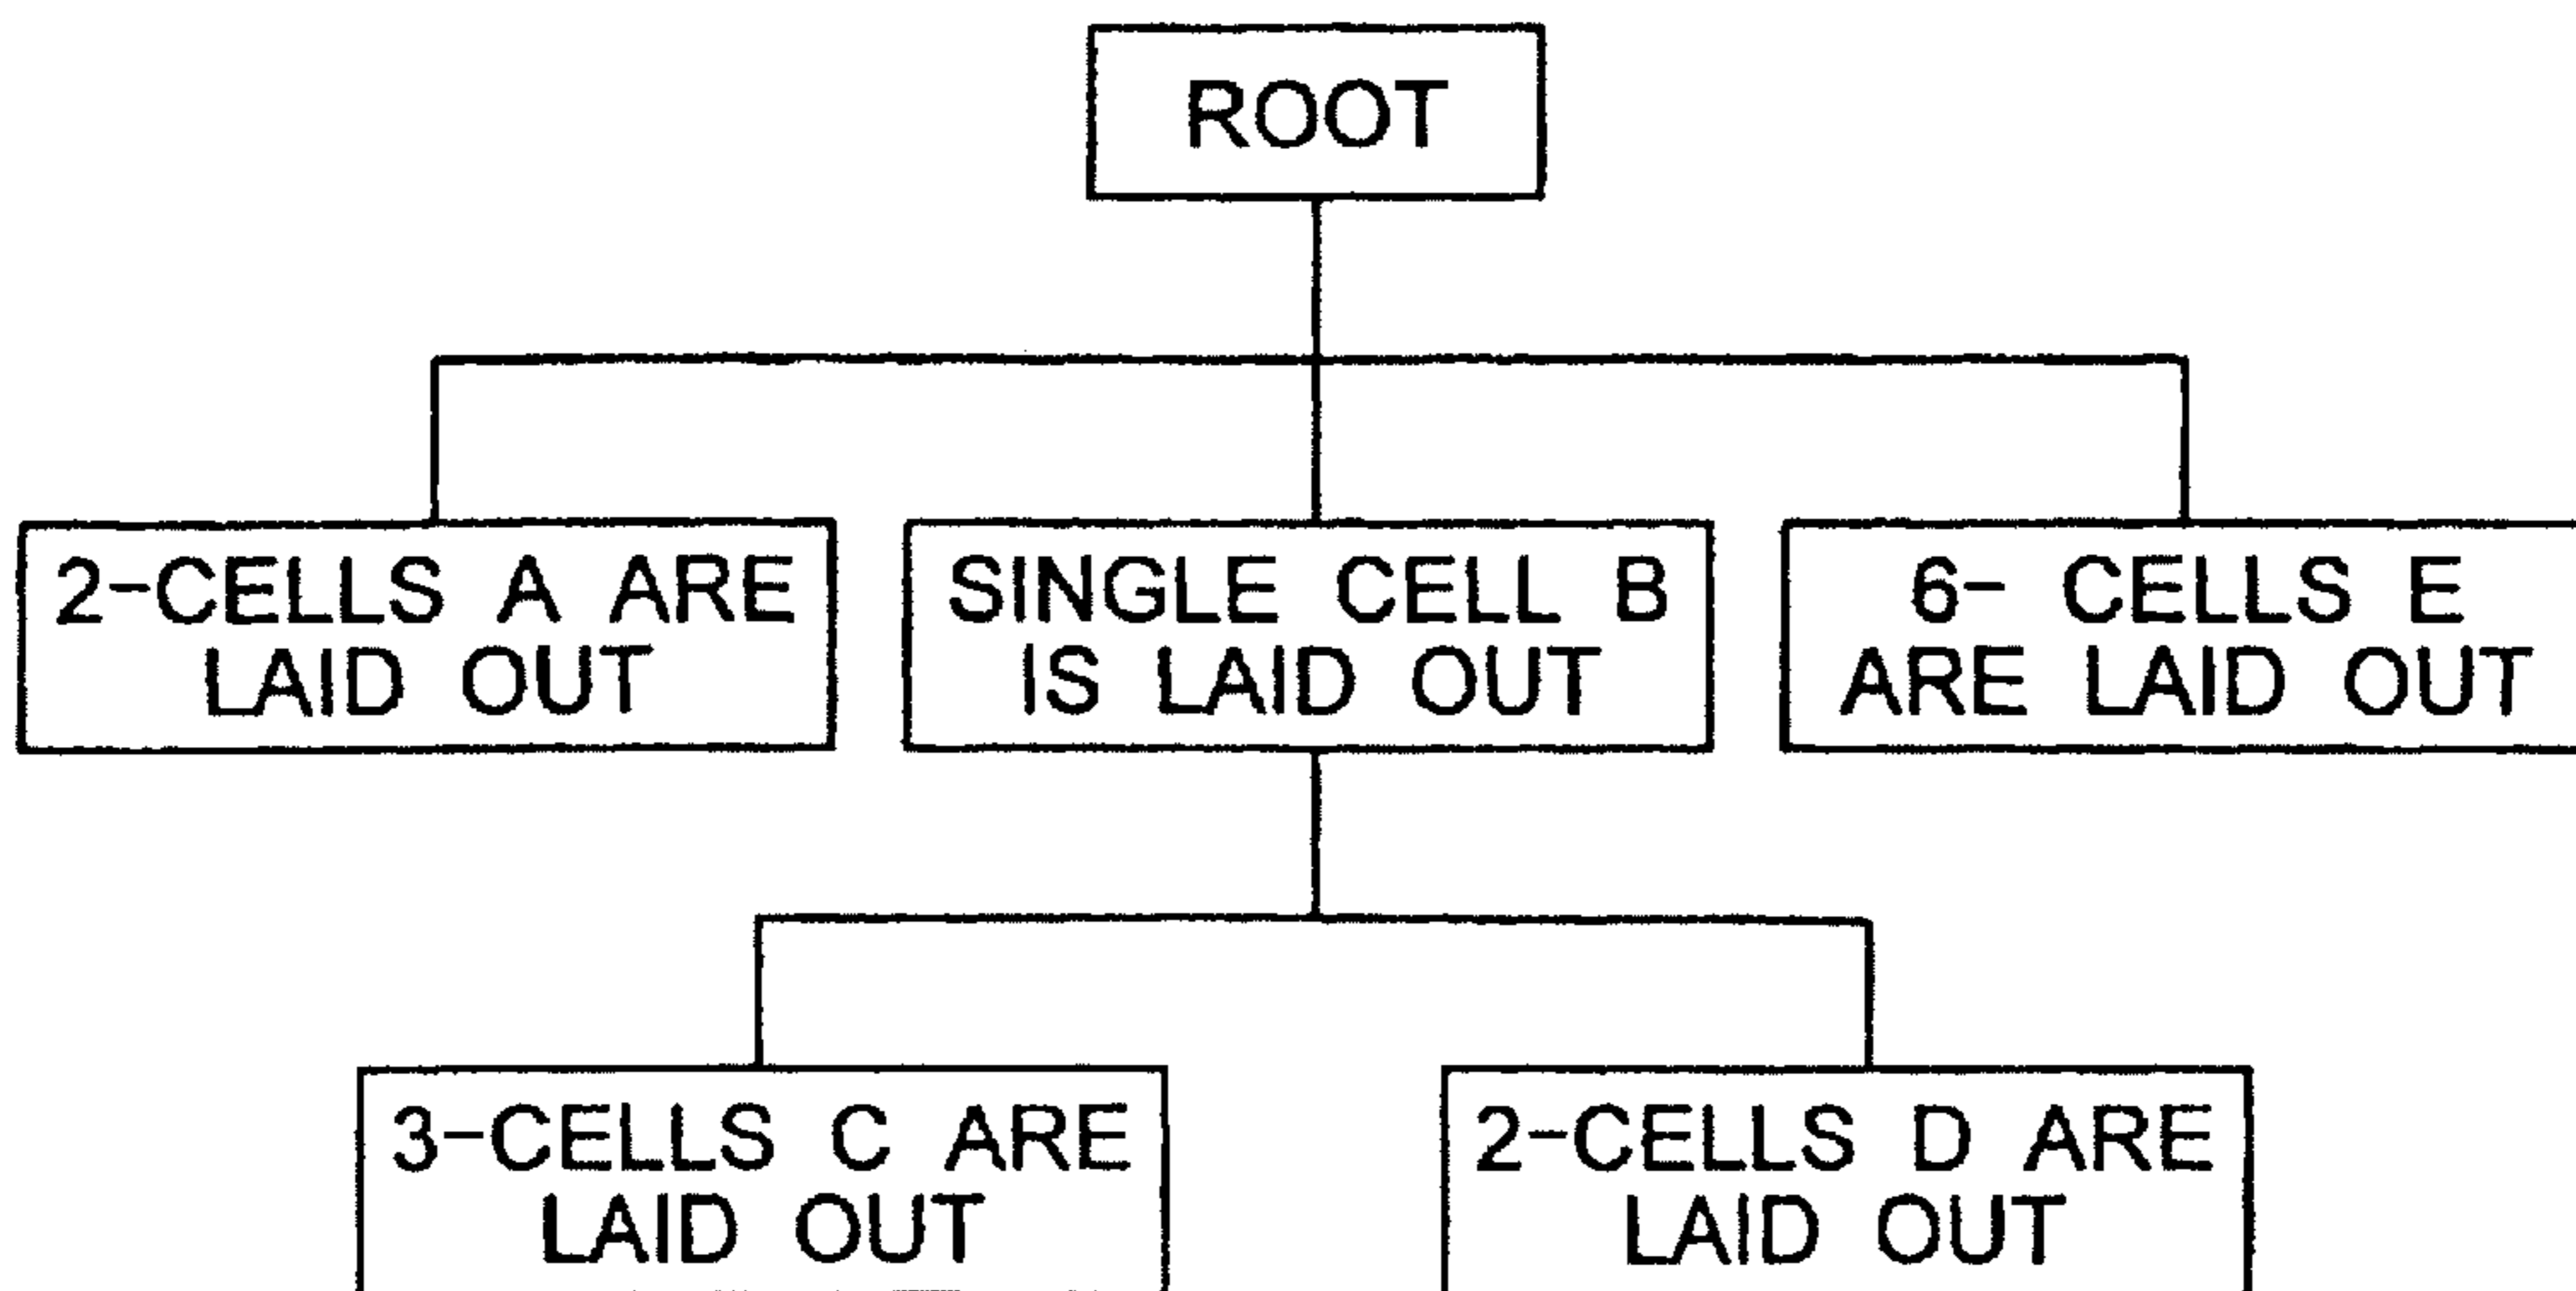 ROOT
2-CELLS A ARE
LAID OUT
SINGLE CELL B
IS LAID OUT
6- CELLS E
ARE LAID OUT
3-CELLS C ARE
LAID OUT
2-CELLS D ARE
LAID OUT